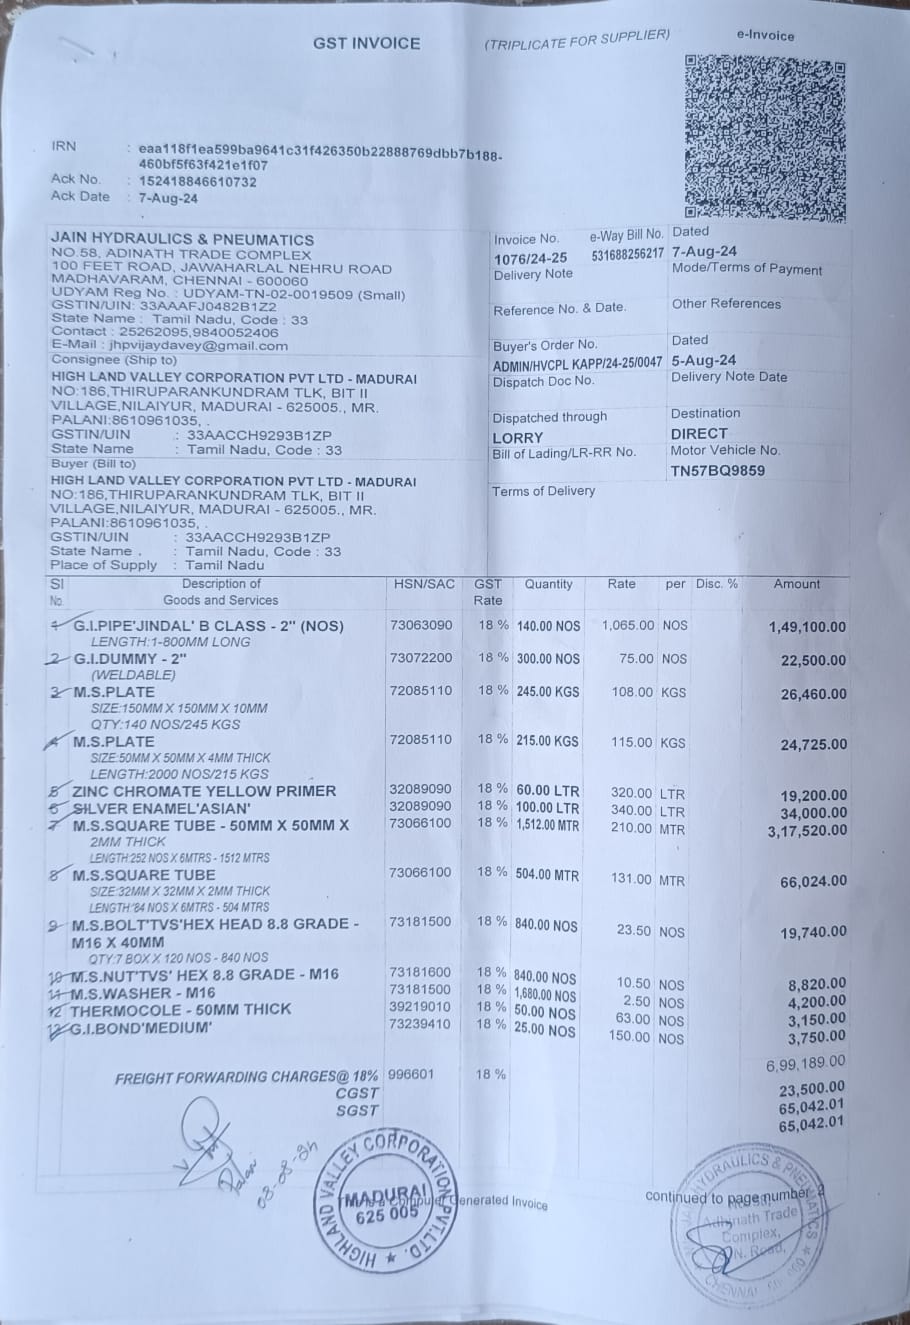 GST INVOICE
(TRIPLICATE FOR SUPPLIER)
e-Invoice
IRN : eaa118f1ea599ba9641c31f426350b22888769dbb7b188-
460bf5f63f421e1f07
Ack No. : 152418846610732
Ack Date : 7-Aug-24
JAIN HYDRAULICS & PNEUMATICS
NO.58, ADINATH TRADE COMPLEX
100 FEET ROAD, JAWAHARLAL NEHRU ROAD
MADHAVARAM, CHENNAI - 600060
UDYAM Reg No. : UDYAM-TN-02-0019509 (Small)
GSTIN/UIN: 33AAAFJ0482B1Z2
State Name : Tamil Nadu, Code : 33
Contact : 25262095,9840052406
E-Mail : jhpvijaydavey@gmail.com
Consignee (Ship to)
HIGH LAND VALLEY CORPORATION PVT LTD - MADURAI
NO:186,THIRUPARANKUNDRAM TLK, BIT II
VILLAGE,NILAIYUR, MADURAI - 625005., MR.
PALANI:8610961035, .
GSTIN/UIN : 33AACCH9293B1ZP
State Name : Tamil Nadu, Code : 33
Buyer (Bill to)
HIGH LAND VALLEY CORPORATION PVT LTD - MADURAI
NO:186,THIRUPARANKUNDRAM TLK, BIT II
VILLAGE,NILAIYUR, MADURAI - 625005., MR.
PALANI:8610961035, .
GSTIN/UIN : 33AACCH9293B1ZP
State Name . : Tamil Nadu, Code : 33
Place of Supply : Tamil Nadu
Invoice No. e-Way Bill No. Dated
1076/24-25 531688256217 7-Aug-24
Delivery Note Mode/Terms of Payment
Reference No. & Date. Other References
Buyer's Order No. Dated
ADMIN/HVCPL KAPP/24-25/0047 5-Aug-24
Dispatch Doc No. Delivery Note Date
Dispatched through Destination
LORRY DIRECT
Bill of Lading/LR-RR No. Motor Vehicle No.
TN57BQ9859
Terms of Delivery
Sl Description of HSN/SAC GST Quantity Rate per Disc. % Amount
No. Goods and Services Rate
1 G.I.PIPE'JINDAL' B CLASS - 2" (NOS) 73063090 18 % 140.00 NOS 1,065.00 NOS 1,49,100.00
LENGTH:1-800MM LONG
2 G.I.DUMMY - 2" 73072200 18 % 300.00 NOS 75.00 NOS 22,500.00
(WELDABLE)
3 M.S.PLATE 72085110 18 % 245.00 KGS 108.00 KGS 26,460.00
SIZE:150MM X 150MM X 10MM
QTY:140 NOS/245 KGS
4 M.S.PLATE 72085110 18 % 215.00 KGS 115.00 KGS 24,725.00
SIZE:50MM X 50MM X 4MM THICK
LENGTH:2000 NOS/215 KGS
5 ZINC CHROMATE YELLOW PRIMER 32089090 18 % 60.00 LTR 320.00 LTR 19,200.00
6 SILVER ENAMEL'ASIAN' 32089090 18 % 100.00 LTR 340.00 LTR 34,000.00
7 M.S.SQUARE TUBE - 50MM X 50MM X 73066100 18 % 1,512.00 MTR 210.00 MTR 3,17,520.00
2MM THICK
LENGTH:252 NOS X 6MTRS - 1512 MTRS
8 M.S.SQUARE TUBE 73066100 18 % 504.00 MTR 131.00 MTR 66,024.00
SIZE:32MM X 32MM X 2MM THICK
LENGTH:84 NOS X 6MTRS - 504 MTRS
9 M.S.BOLT'TVS'HEX HEAD 8.8 GRADE - 73181500 18 % 840.00 NOS 23.50 NOS 19,740.00
M16 X 40MM
QTY:7 BOX X 120 NOS - 840 NOS
10 M.S.NUT'TVS' HEX 8.8 GRADE - M16 73181600 18 % 840.00 NOS 10.50 NOS 8,820.00
11 M.S.WASHER - M16 73181500 18 % 1,680.00 NOS 2.50 NOS 4,200.00
12 THERMOCOLE - 50MM THICK 39219010 18 % 50.00 NOS 63.00 NOS 3,150.00
13 G.I.BOND'MEDIUM' 73239410 18 % 25.00 NOS 150.00 NOS 3,750.00
6,99,189.00
FREIGHT FORWARDING CHARGES@ 18% 996601 18 % 23,500.00
CGST 65,042.01
SGST 65,042.01
Palani
08-08-24
HIGHLAND VALLEY CORPORATION PVT.LTD.
MADURAI
625 005
Computer Generated Invoice
continued to page number 2
JAIN HYDRAULICS & PNEUMATICS
Adhinath Trade
Complex,
N. Road,
CHENNAI